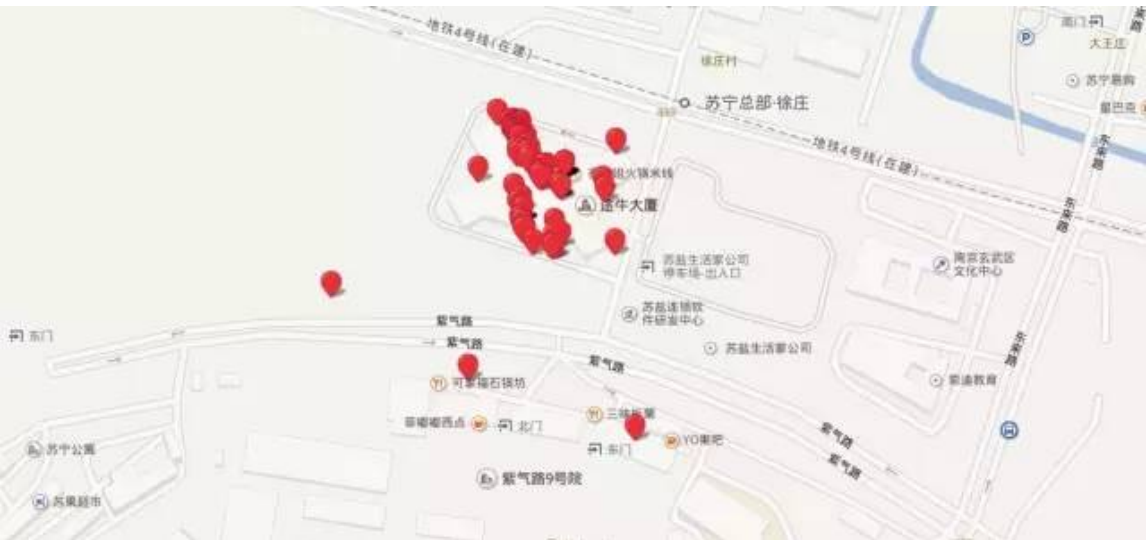 地铁4号线(在建)
南门
大王庄
徐庄村
苏宁易购
苏宁总部-徐庄
星巴克
东来路
地铁4号线(在建)
火锅米线
途牛大厦
东来路
南京玄武区
文化中心
苏盐生活家公司
停车场-出入口
苏盐连锁软
件研发中心
紫气路
东门
紫气路
紫气路
苏盐生活家公司
东来路
可
福石锅坊
紫迪教育
三
北门
紫气路
YO果吧
东门
苏宁公寓
紫气路
紫气路9号院
苏果超市